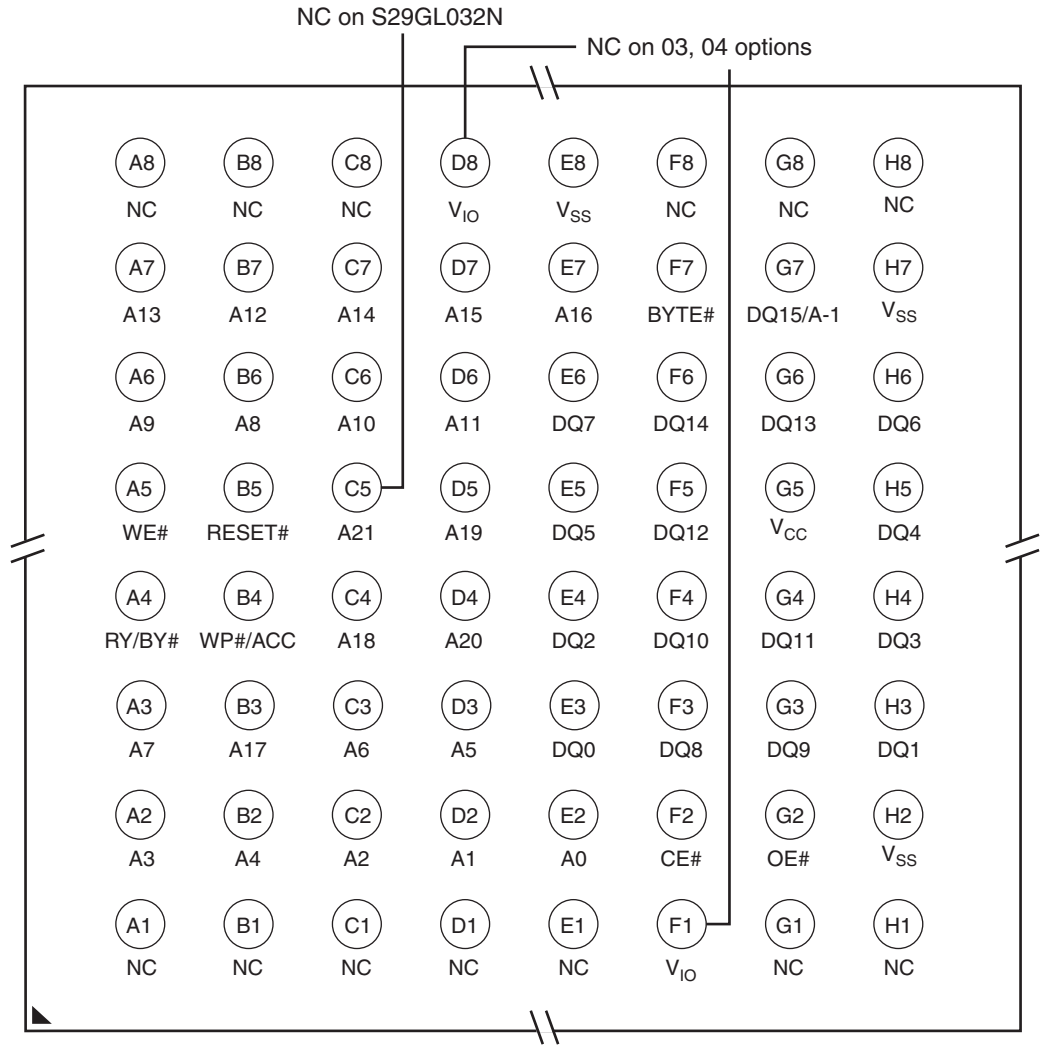 NC on S29GL032N
NC on 03, 04 options
A8 B8 C8 D8 E8 F8 G8 H8
NC NC NC VIO VSS NC NC NC
A7 B7 C7 D7 E7 F7 G7 H7
A13 A12 A14 A15 A16 BYTE# DQ15/A-1 VSS
A6 B6 C6 D6 E6 F6 G6 H6
A9 A8 A10 A11 DQ7 DQ14 DQ13 DQ6
A5 B5 C5 D5 E5 F5 G5 H5
WE# RESET# A21 A19 DQ5 DQ12 VCC DQ4
A4 B4 C4 D4 E4 F4 G4 H4
RY/BY# WP#/ACC A18 A20 DQ2 DQ10 DQ11 DQ3
A3 B3 C3 D3 E3 F3 G3 H3
A7 A17 A6 A5 DQ0 DQ8 DQ9 DQ1
A2 B2 C2 D2 E2 F2 G2 H2
A3 A4 A2 A1 A0 CE# OE# VSS
A1 B1 C1 D1 E1 F1 G1 H1
NC NC NC NC NC VIO NC NC